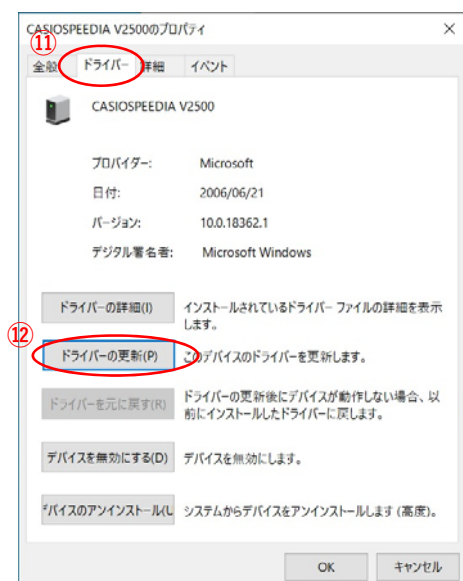 CASIOSPEEDIA V2500のプロパティ
⑪
全般 ドライバー 詳細 イベント
CASIOSPEEDIA V2500
プロバイダー: Microsoft
日付: 2006/06/21
バージョン: 10.0.18362.1
デジタル署名者: Microsoft Windows
ドライバーの詳細(I) インストールされているドライバー ファイルの詳細を表示
します。
⑫
ドライバーの更新(P) このデバイスのドライバーを更新します。
ドライバーを元に戻す(R) ドライバーの更新後にデバイスが動作しない場合、以
前にインストールしたドライバーに戻します。
デバイスを無効にする(D) デバイスを無効にします。
デバイスのアンインストール(U システムからデバイスをアンインストールします (高度)。
OK キャンセル